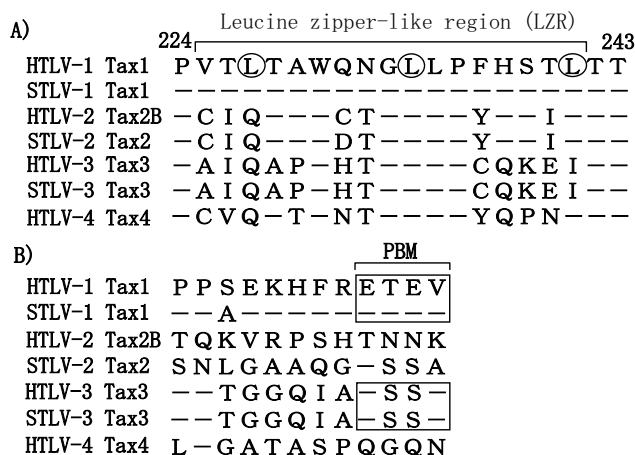 A) Leucine zipper-like region (LZR)
224 243
HTLV-1 Tax1 P V T L T A W Q N G L L P F H S T L T T
STLV-1 Tax1 – – – – – – – – – – – – – – – – – – – –
HTLV-2 Tax2B – C I Q – – – C T – – – – Y – – I – – –
STLV-2 Tax2 – C I Q – – – D T – – – – Y – – I – – –
HTLV-3 Tax3 – A I Q A P – H T – – – – C Q K E I – –
STLV-3 Tax3 – A I Q A P – H T – – – – C Q K E I – –
HTLV-4 Tax4 – C V Q – T – N T – – – – Y Q P N – – –
B) PBM
HTLV-1 Tax1 P P S E K H F R E T E V
STLV-1 Tax1 – – A – – – – – – – – –
HTLV-2 Tax2B T Q K V R P S H T N N K
STLV-2 Tax2 S N L G A A Q G – S S A
HTLV-3 Tax3 – – T G G Q I A – S S –
STLV-3 Tax3 – – T G G Q I A – S S –
HTLV-4 Tax4 L – G A T A S P Q G Q N